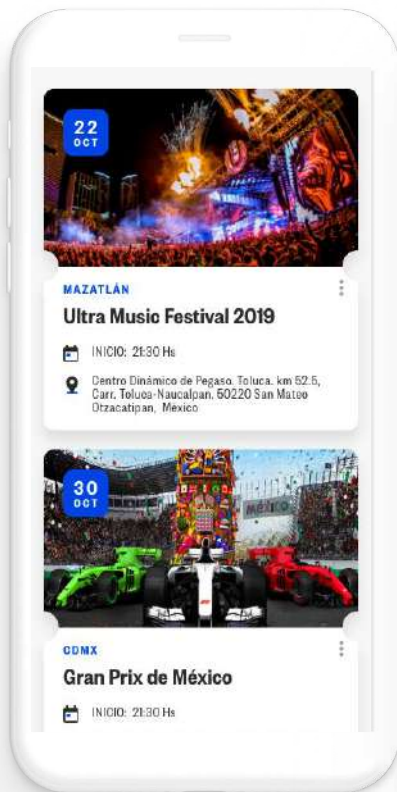 22
OCT
MAZATLÁN
Ultra Music Festival 2019
INICIO: 21:30 Hs
Centro Dinámico de Pegaso. Toluca. km 52.5,
Carr. Toluca-Naucalpan, 50220 San Mateo
Otzacatipan, Mexico
30
OCT
MÉXICO
CDMX
Gran Prix de México
INICIO: 21:30 Hs